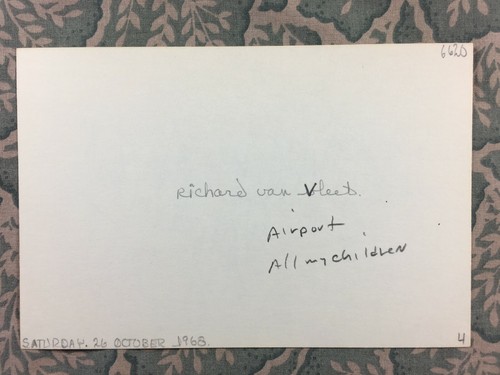 6620
Richard van Vleet.
Airport
All my children
SATURDAY. 26 OCTOBER 1968.
4